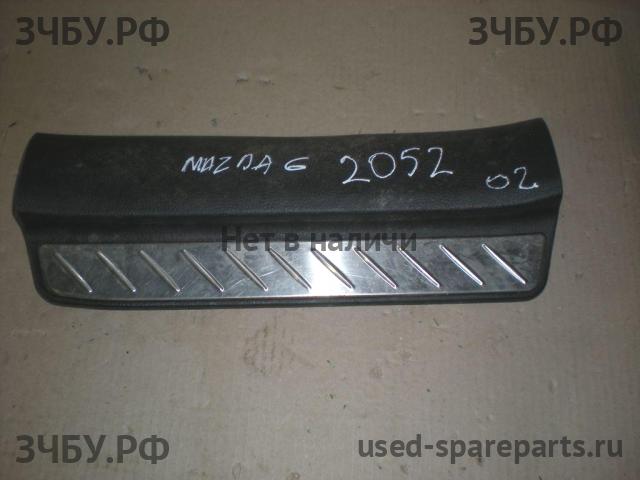 ЗЧБУ.РФ ЗЧБУ.РФ
MAZDA 6 2052 02
Нет в наличи
ЗЧБУ.РФ used-spareparts.ru